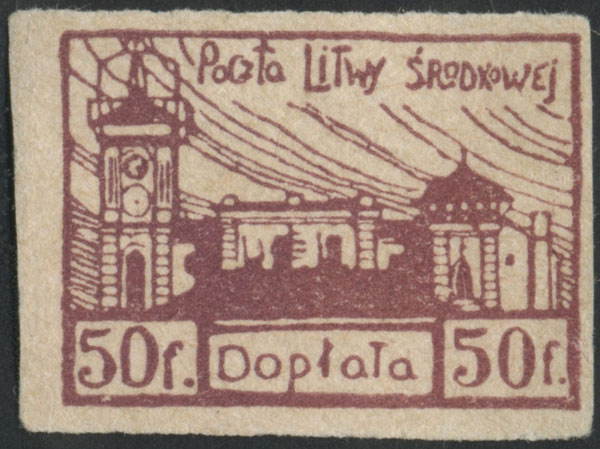 Poczta Litwy Środkowej
50f. Dopłata 50f.